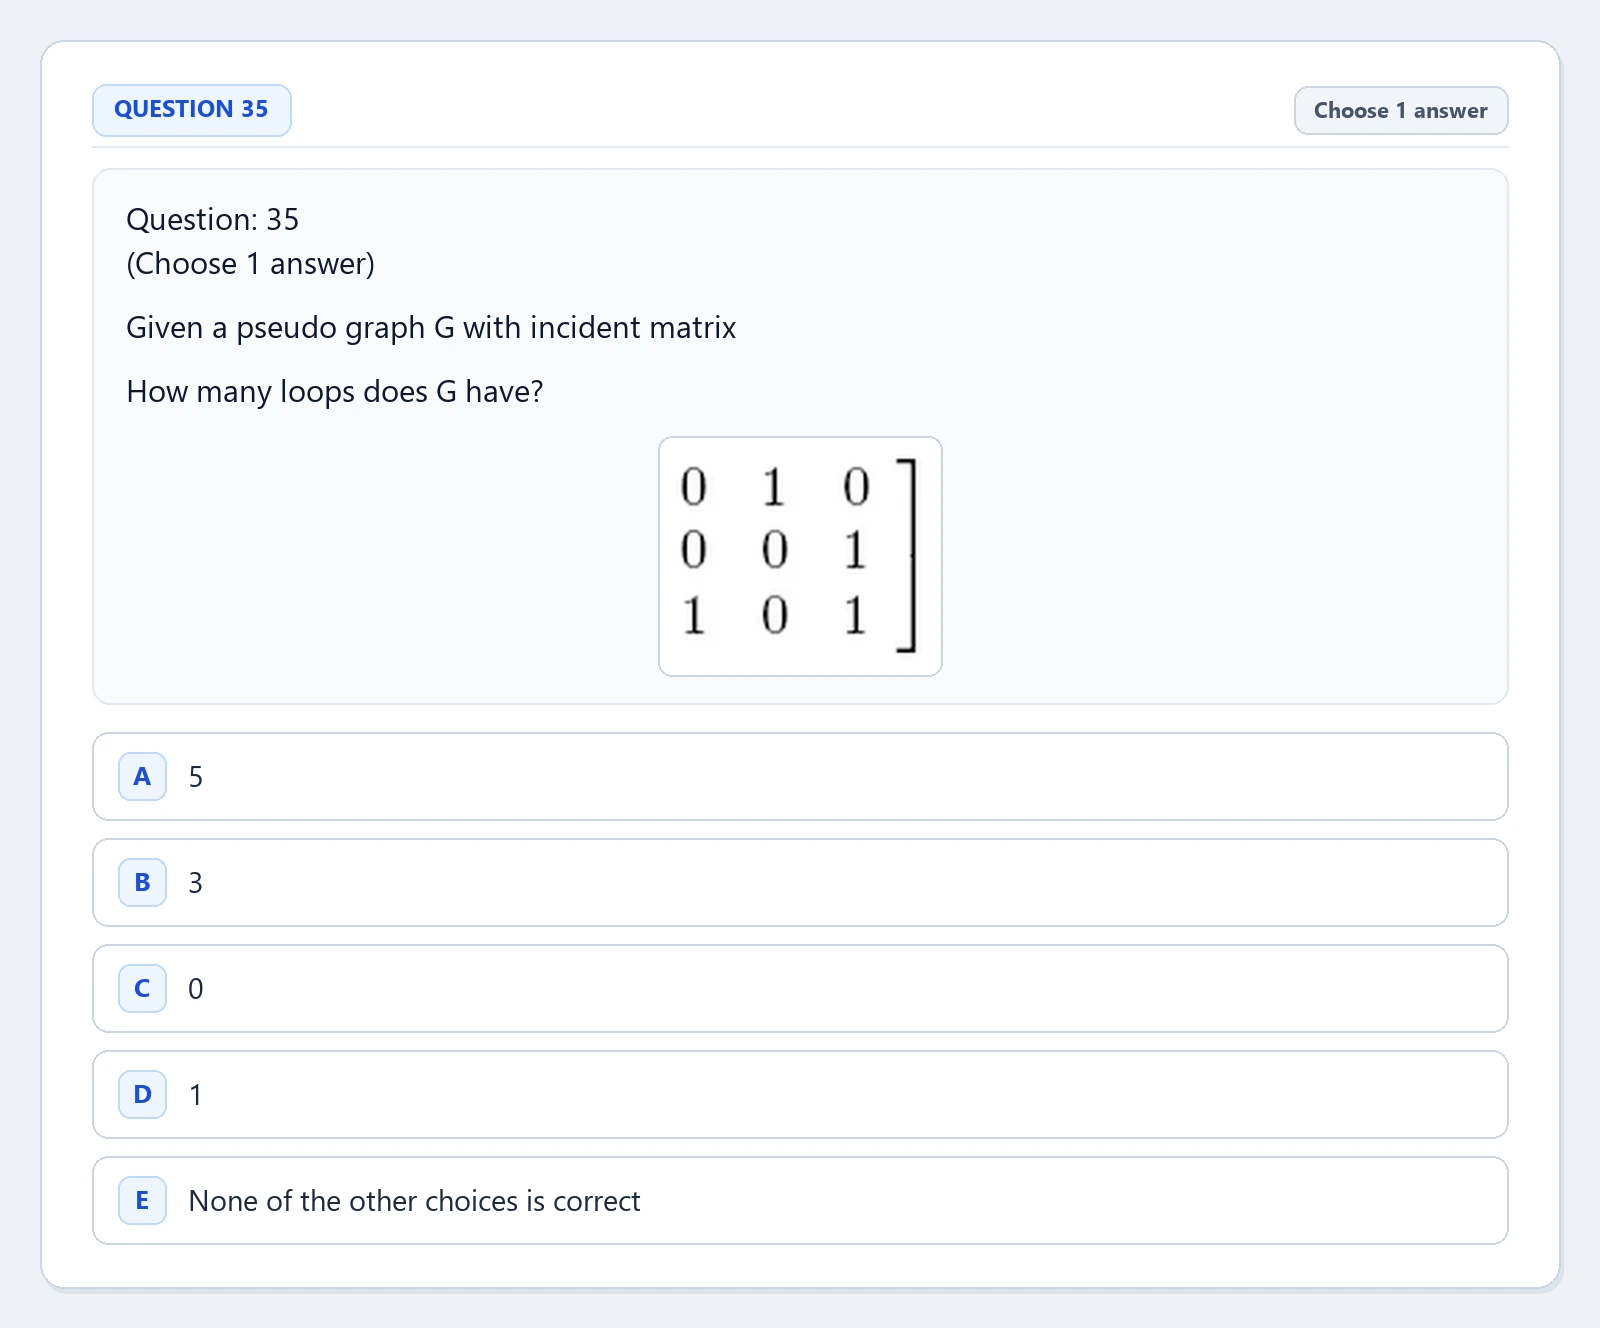 QUESTION 35
Choose 1 answer
Question: 35
(Choose 1 answer)
Given a pseudo graph G with incident matrix
How many loops does G have?
0 1 0
0 0 1
1 0 1
A 5
B 3
C 0
D 1
E None of the other choices is correct